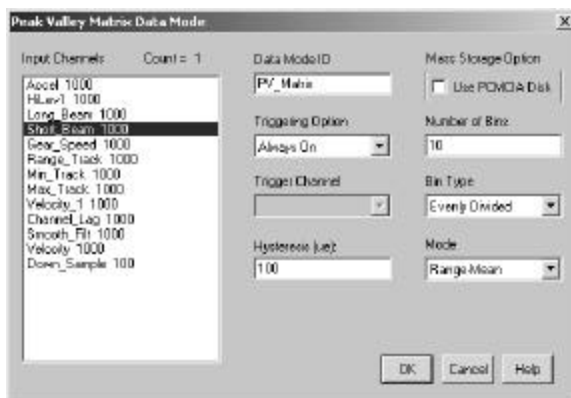 Peak Valley Matrix Data Mode
Input Channels Count = 1
Accel 1000
HiLev1 1000
Long_Beam 1000
Short_Beam 1000
Gear_Speed 1000
Range_Track 1000
Min_Track 1000
Max_Track 1000
Velocity_1 1000
Channel_Lag 1000
Smooth_Filt 1000
Velocity 1000
Down_Sample 100
Data Mode ID
PV_Matrix
Triggering Option
Always On
Trigger Channel
Hysteresis (ue):
100
Mass Storage Option
Use PCMCIA Disk
Number of Bins
10
Bin Type
Evenly Divided
Mode
Range-Mean
OK Cancel Help